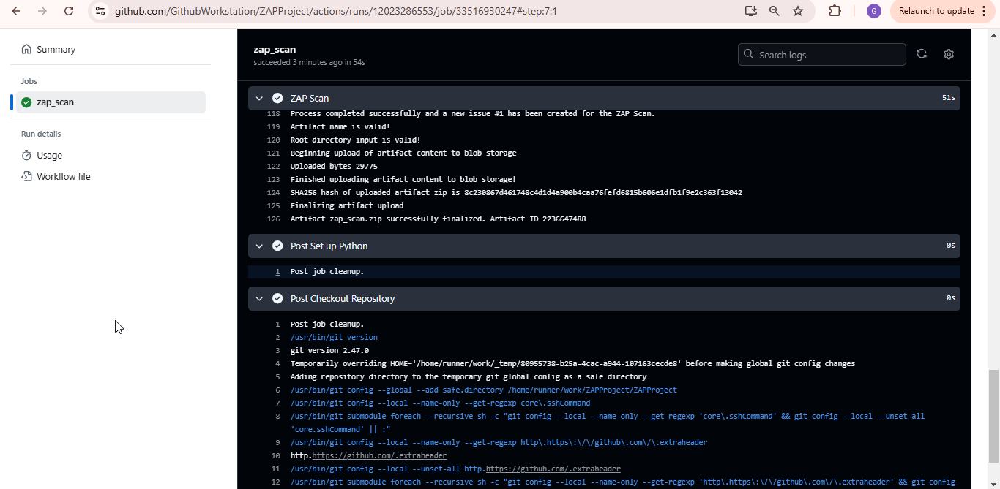 github.com/GithubWorkstation/ZAPProject/actions/runs/12023286553/job/33516930247#step:7:1
G
Relaunch to update
Summary
Jobs
zap_scan
Run details
Usage
Workflow file
zap_scan
succeeded 3 minutes ago in 54s
Search logs
ZAP Scan 51s
118 Process completed successfully and a new issue #1 has been created for the ZAP Scan.
119 Artifact name is valid!
120 Root directory input is valid!
121 Beginning upload of artifact content to blob storage
122 Uploaded bytes 29775
123 Finished uploading artifact content to blob storage!
124 SHA256 hash of uploaded artifact zip is 8c230867d461748c4d1d4a900b4caa76fefd6815b606e1dfb1f9e2c363f13042
125 Finalizing artifact upload
126 Artifact zap_scan.zip successfully finalized. Artifact ID 2236647488
Post Set up Python 0s
1 Post job cleanup.
Post Checkout Repository 0s
1 Post job cleanup.
2 /usr/bin/git version
3 git version 2.47.0
4 Temporarily overriding HOME='/home/runner/work/_temp/80955738-b25a-4cac-a944-107163cecde8' before making global git config changes
5 Adding repository directory to the temporary git global config as a safe directory
6 /usr/bin/git config --global --add safe.directory /home/runner/work/ZAPProject/ZAPProject
7 /usr/bin/git config --local --name-only --get-regexp core\.sshCommand
8 /usr/bin/git submodule foreach --recursive sh -c "git config --local --name-only --get-regexp 'core\.sshCommand' && git config --local --unset-all
'core.sshCommand' || :"
9 /usr/bin/git config --local --name-only --get-regexp http\.https\:\/\/github\.com\/\.extraheader
10 http.https://github.com/.extraheader
11 /usr/bin/git config --local --unset-all http.https://github.com/.extraheader
12 /usr/bin/git submodule foreach --recursive sh -c "git config --local --name-only --get-regexp 'http\.https\:\/\/github\.com\/\.extraheader' && git config